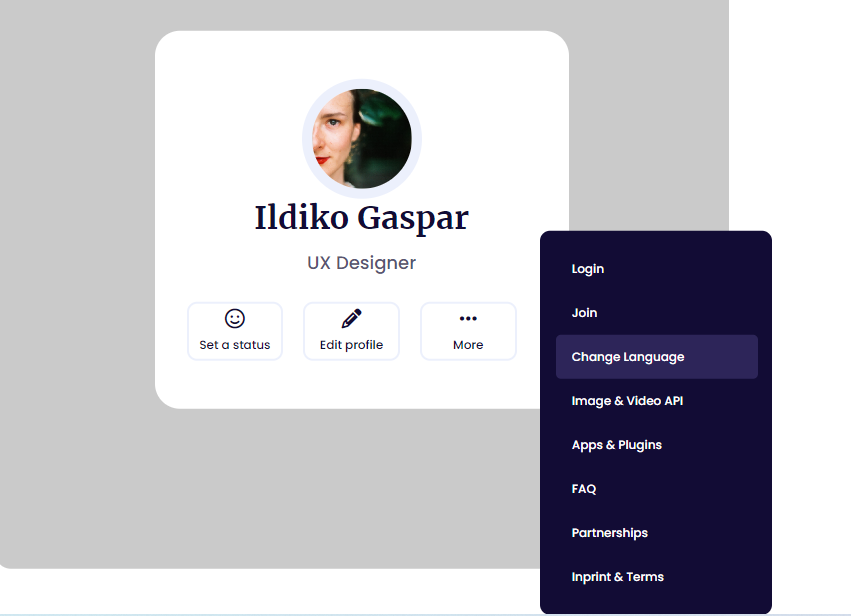 Ildiko Gaspar
UX Designer
Set a status
Edit profile
More
Login
Join
Change Language
Image & Video API
Apps & Plugins
FAQ
Partnerships
Inprint & Terms